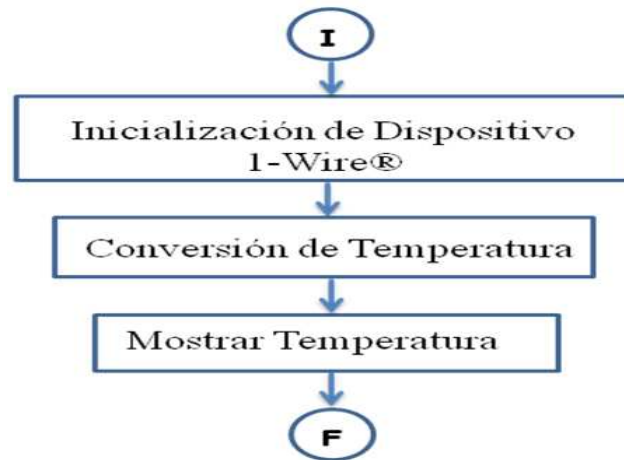 I
Inicialización de Dispositivo
1-Wire®
Conversión de Temperatura
Mostrar Temperatura
F